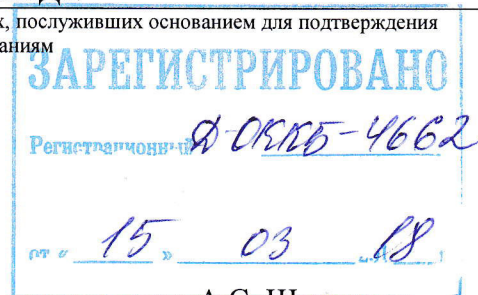 х, послуживших основанием для подтверждения
аниям
ЗАРЕГИСТРИРОВАНО
Регистрационный Д-ОККБ-4662
от « 15 » 03 18
А.С. Ш